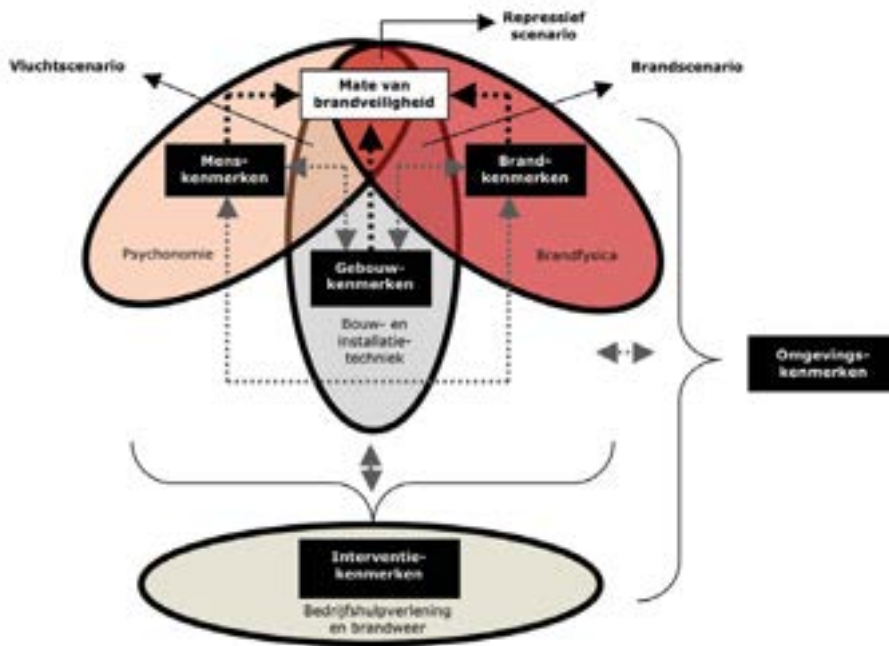 Repressief
scenario
Vluchtscenario
Brandscenario
Mate van
brandveiligheid
Mens-
kenmerken
Brand-
kenmerken
Psychonomie
Brandfysica
Gebouw-
kenmerken
Bouw- en
installatie-
techniek
Omgevings-
kenmerken
Interventie-
kenmerken
Bedrijfshulpverlening
en brandweer